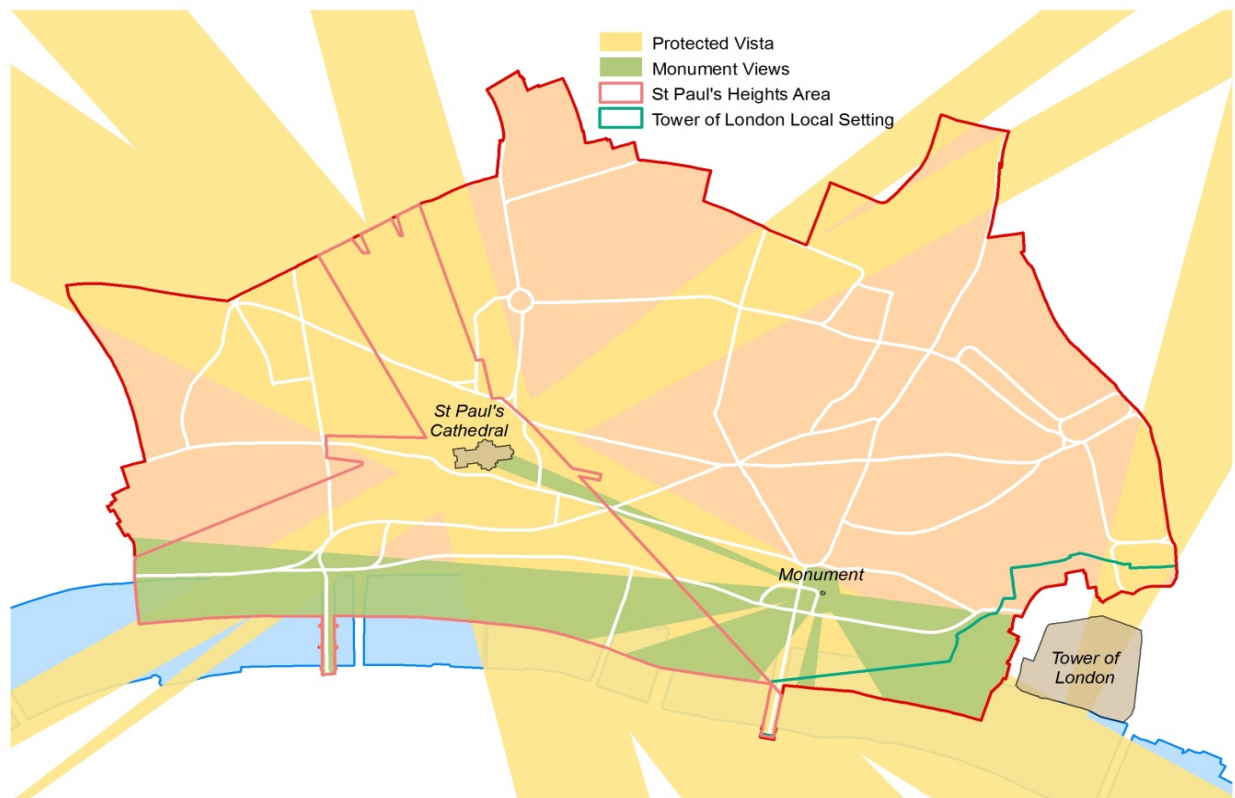 Protected Vista
Monument Views
St Paul's Heights Area
Tower of London Local Setting
St Paul's
Cathedral
Monument
Tower of
London